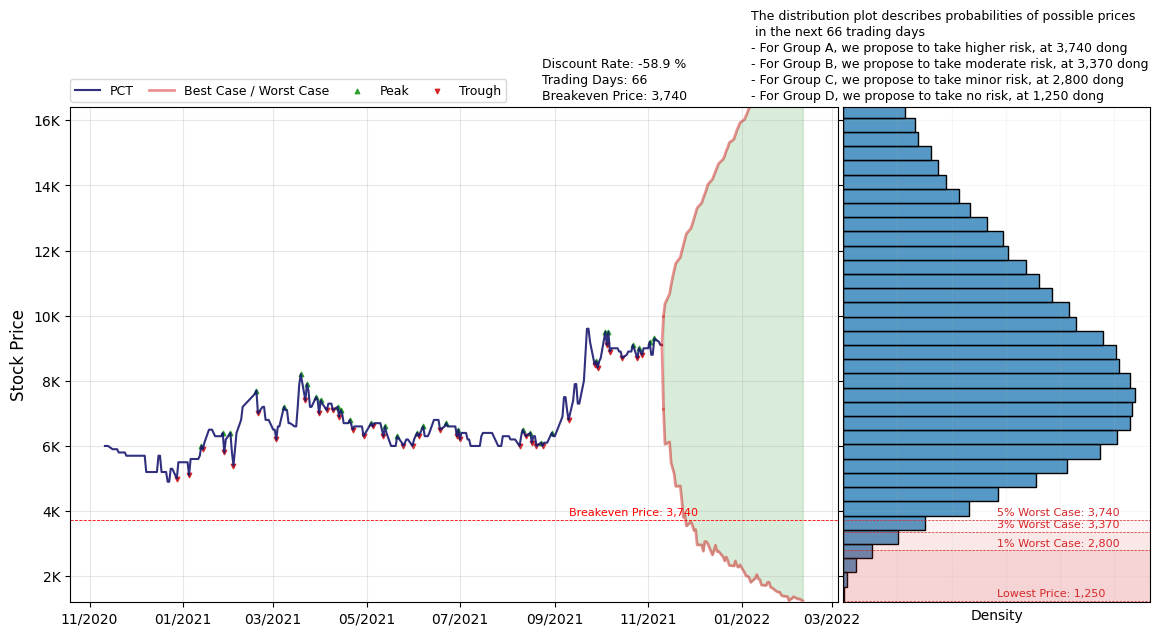 The distribution plot describes probabilities of possible prices
in the next 66 trading days
- For Group A, we propose to take higher risk, at 3,740 dong
- For Group B, we propose to take moderate risk, at 3,370 dong
- For Group C, we propose to take minor risk, at 2,800 dong
- For Group D, we propose to take no risk, at 1,250 dong
Discount Rate: -58.9 %
Trading Days: 66
Breakeven Price: 3,740
PCT Best Case / Worst Case Peak Trough
Stock Price
16K
14K
12K
10K
8K
6K
4K
2K
Breakeven Price: 3,740
5% Worst Case: 3,740
3% Worst Case: 3,370
1% Worst Case: 2,800
Lowest Price: 1,250
11/2020 01/2021 03/2021 05/2021 07/2021 09/2021 11/2021 01/2022 03/2022
Density